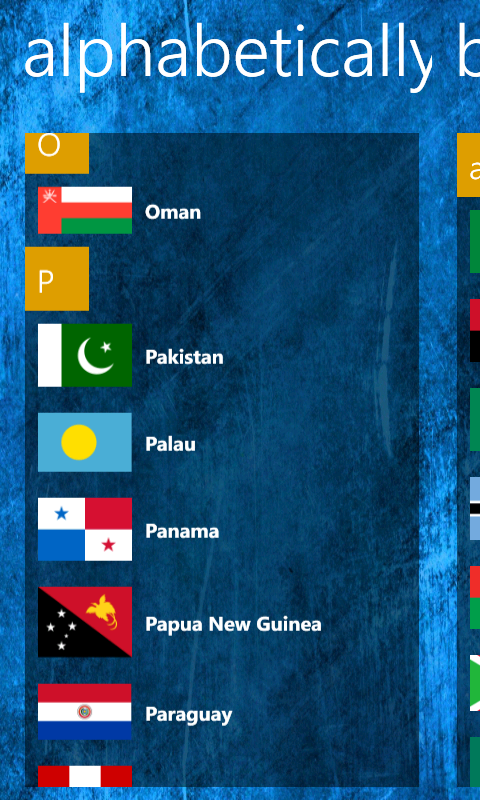 alphabetically b
O
a
Oman
P
Pakistan
Palau
Panama
Papua New Guinea
Paraguay